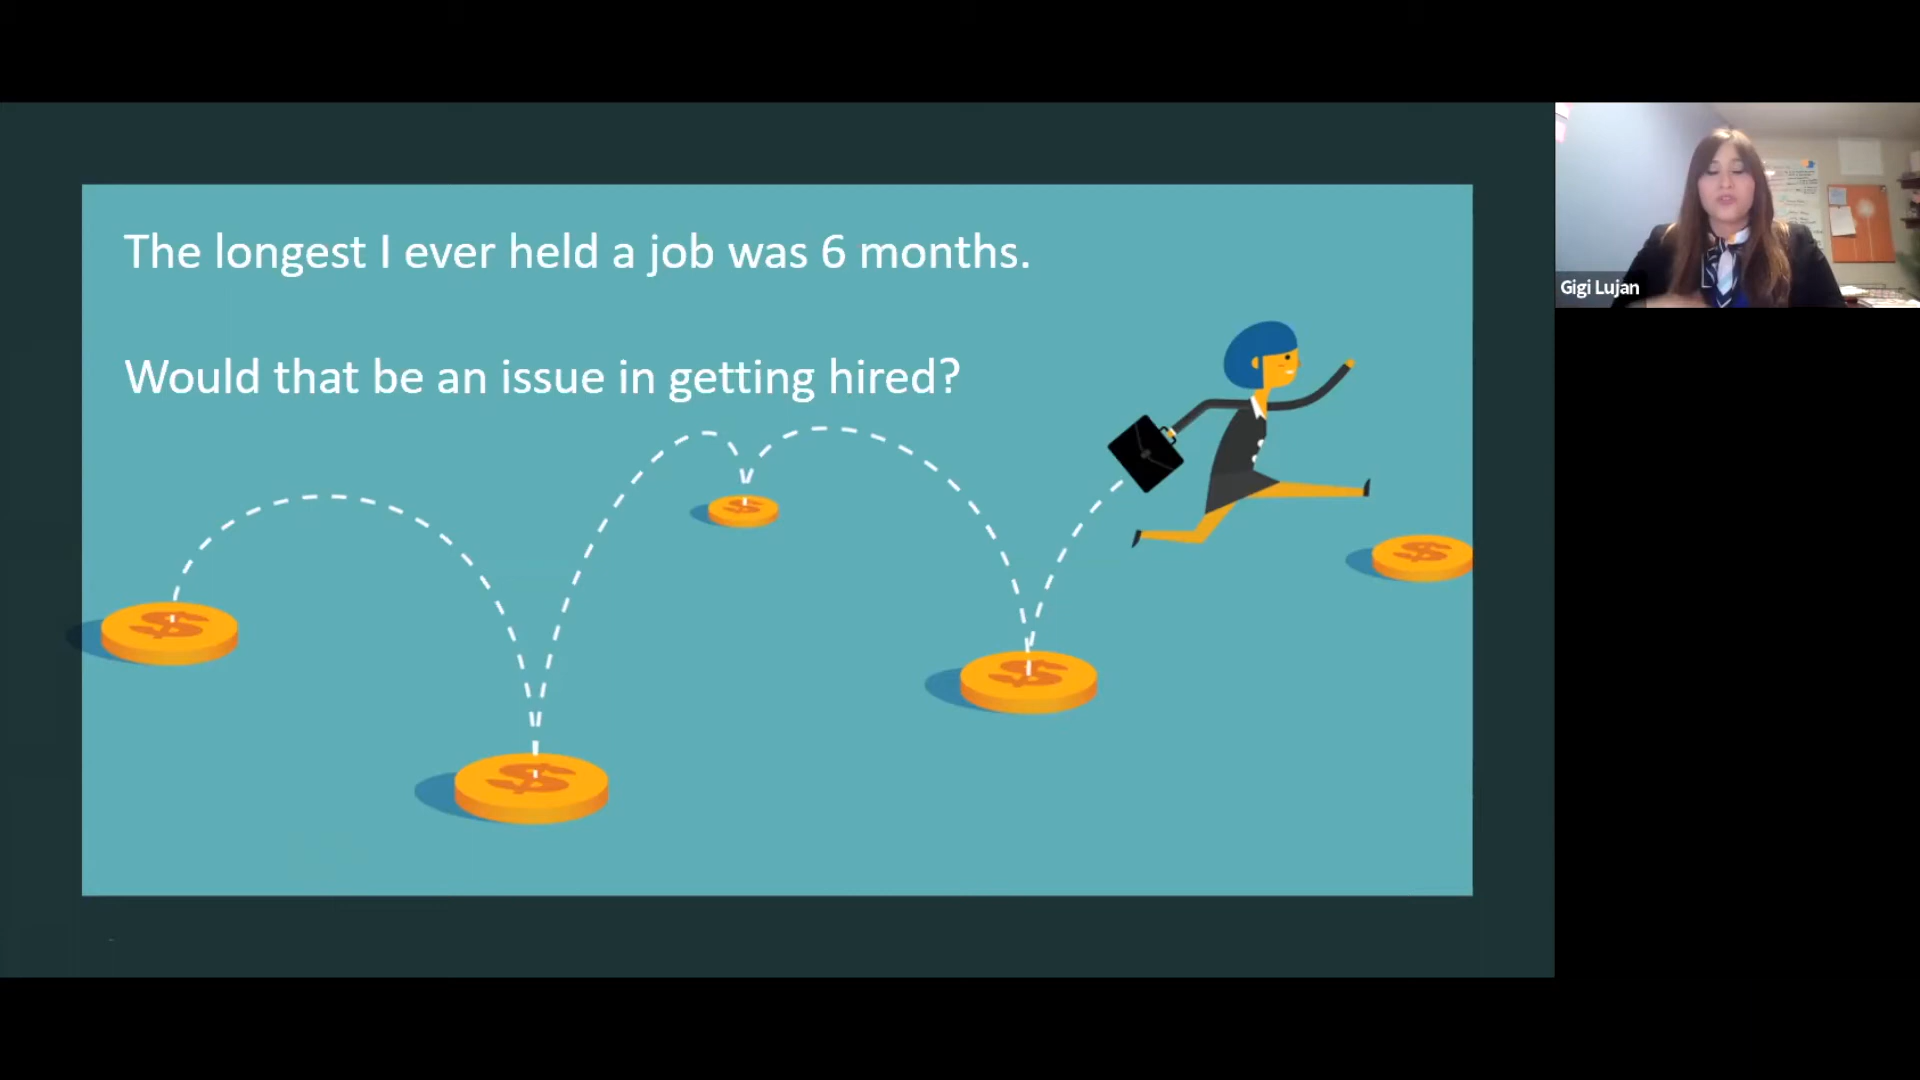 The longest I ever held a job was 6 months.
Would that be an issue in getting hired?
$
$
$
$
$
Gigi Lujan